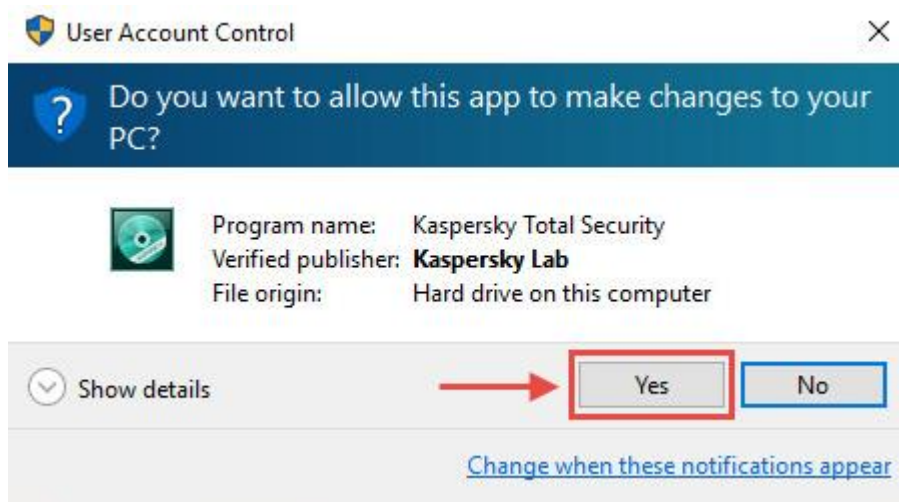 User Account Control
Do you want to allow this app to make changes to your
PC?
Program name: Kaspersky Total Security
Verified publisher: Kaspersky Lab
File origin: Hard drive on this computer
Show details
Yes
No
Change when these notifications appear